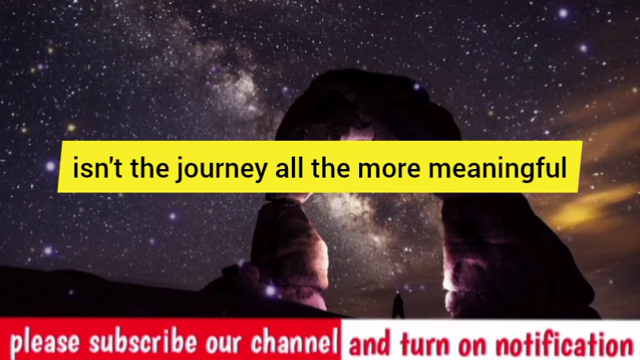 isn't the journey all the more meaningful
please subscribe our channel and turn on notification